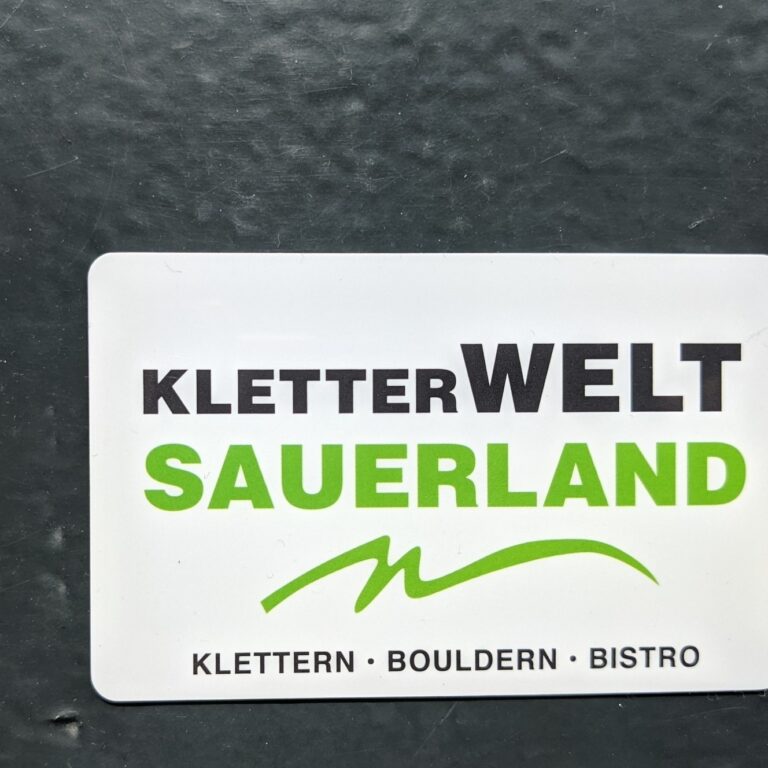 KLETTERWELT
SAUERLAND
KLETTERN · BOULDERN · BISTRO